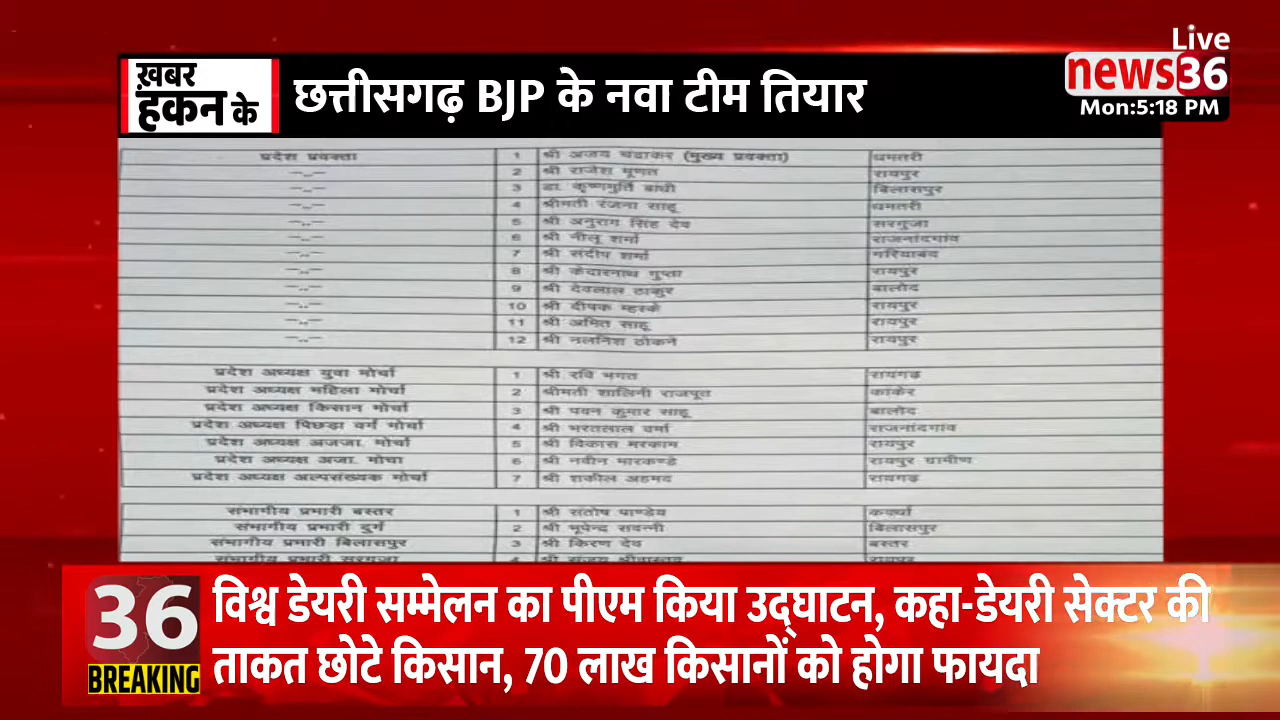 Live
news36
Mon:5:18 PM
ख़बर
हकन के
छत्तीसगढ़ BJP के नवा टीम तियार
प्रदेश प्रवक्ता 1 श्री अजय चंद्राकर (मुख्य प्रवक्ता) धमतरी
—..— 2 श्री राजेश मूणत रायपुर
—..— 3 डा. कृष्णमुर्ति बांधी बिलासपुर
—..— 4 श्रीमती रंजना साहू धमतरी
—..— 5 श्री अनुराग सिंह देव सरगुजा
—..— 6 श्री नीलू शर्मा राजनांदगांव
—..— 7 श्री संदीप शर्मा गरियाबंद
—..— 8 श्री केदारनाथ गुप्ता रायपुर
—..— 9 श्री देवलाल ठाकुर बालोद
—..— 10 श्री दीपक म्हस्के रायपुर
—..— 11 श्री अमित साहू रायपुर
—..— 12 श्री नलनिश ठोकने रायपुर
प्रदेश अध्यक्ष युवा मोर्चा 1 श्री रवि भगत रायगढ़
प्रदेश अध्यक्ष महिला मोर्चा 2 श्रीमती शालिनी राजपूत कांकेर
प्रदेश अध्यक्ष किसान मोर्चा 3 श्री पवन कुमार साहू बालोद
प्रदेश अध्यक्ष पिछड़ा वर्ग मोर्चा 4 श्री भरतलाल वर्मा राजनांदगांव
प्रदेश अध्यक्ष अजजा. मोर्चा 5 श्री विकास मरकाम रायपुर
प्रदेश अध्यक्ष अजा. मोर्चा 6 श्री नवीन मारकण्डे रायपुर ग्रामीण
प्रदेश अध्यक्ष अल्पसंख्यक मोर्चा 7 श्री शकील अहमद रायगढ़
संभागीय प्रभारी बस्तर 1 श्री संतोष पाण्डेय कवर्धा
संभागीय प्रभारी दुर्ग 2 श्री भूपेन्द्र सवन्नी बिलासपुर
संभागीय प्रभारी बिलासपुर 3 श्री किरण देव बस्तर
संभागीय प्रभारी सरगुजा 4 श्री संजय श्रीवास्तव रायपुर
36
BREAKING
विश्व डेयरी सम्मेलन का पीएम किया उद्घाटन, कहा-डेयरी सेक्टर की
ताकत छोटे किसान, 70 लाख किसानों को होगा फायदा